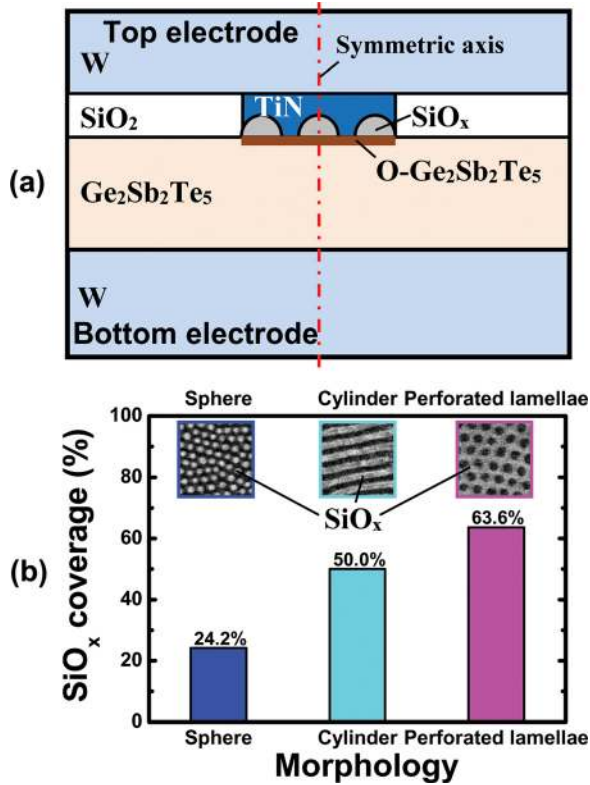 Top electrode
W
Symmetric axis
TiN
SiO₂
SiOₓ
O-Ge₂Sb₂Te₅
(a)
Ge₂Sb₂Te₅
W
Bottom electrode
Sphere Cylinder Perforated lamellae
100
80
SiOₓ
63.6%
60
50.0%
(b)
SiOₓ coverage (%)
40
24.2%
20
0
Sphere Cylinder Perforated lamellae
Morphology